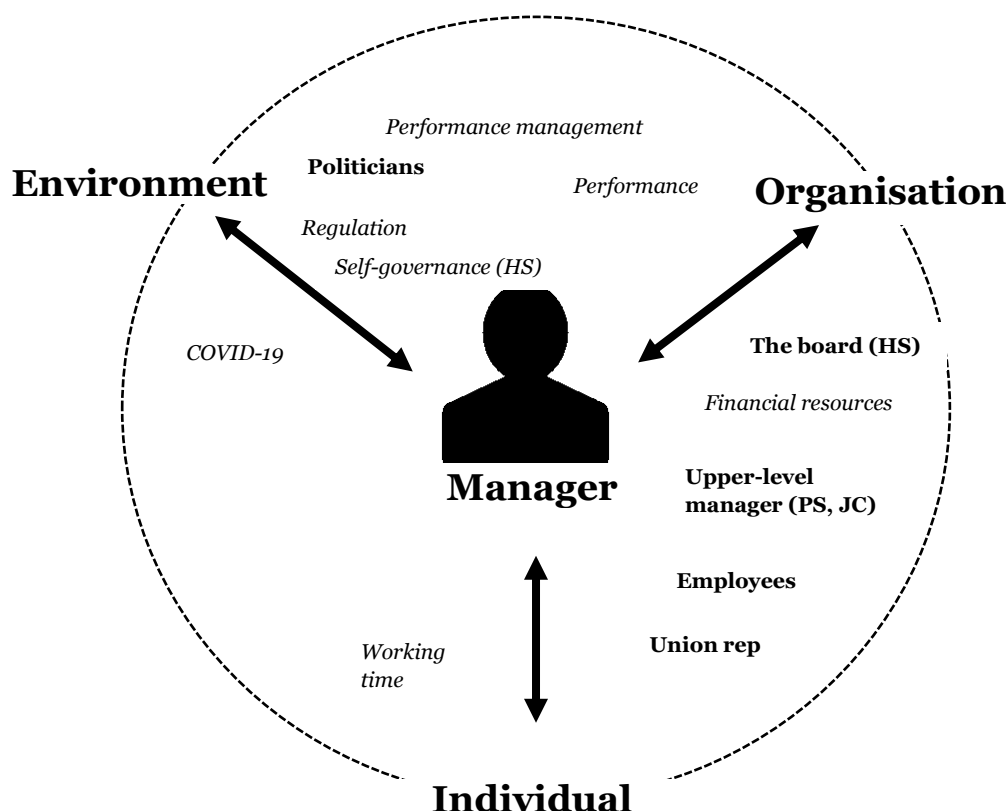 Performance management
Politicians
Environment
Performance
Organisation
Regulation
Self-governance (HS)
COVID-19
The board (HS)
Financial resources
Manager
Upper-level
manager (PS, JC)
Employees
Union rep
Working
time
Individual